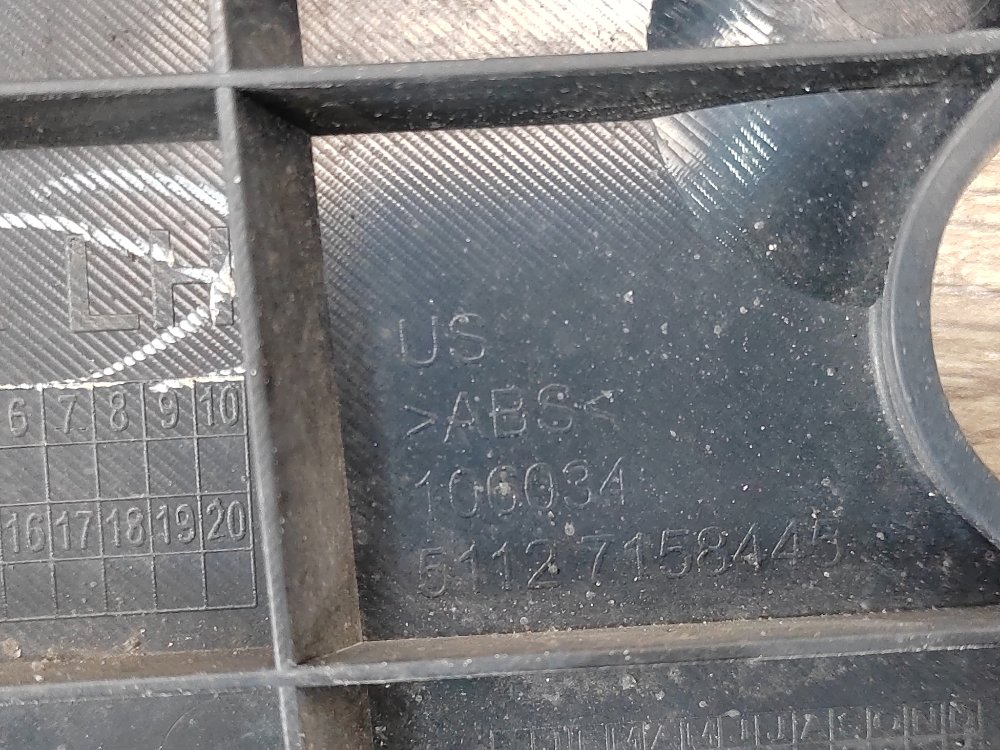 LH
US
>ABS<
106034
5112 7158445
6 7 8 9 10
16 17 18 19 20
J F M A M J J A S O N D